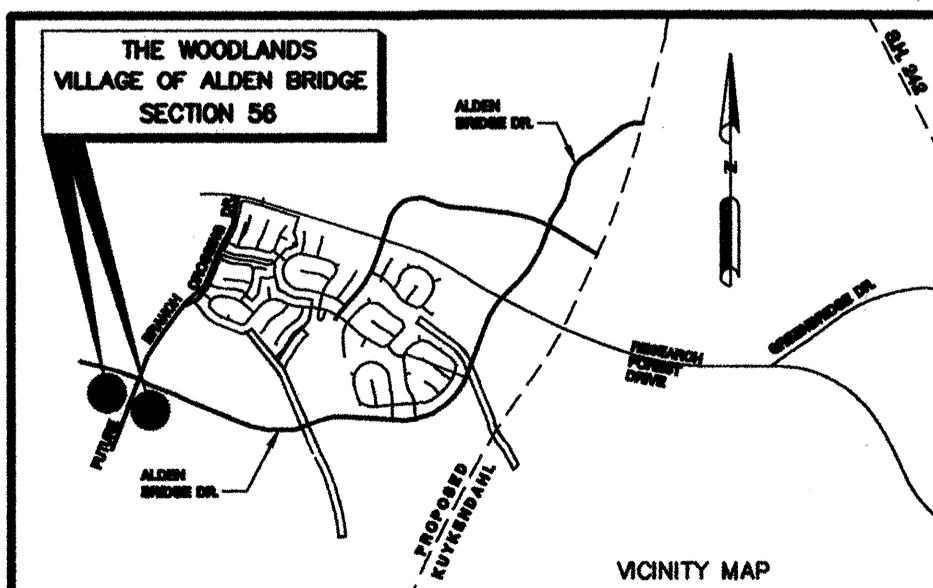 THE WOODLANDS
VILLAGE OF ALDEN BRIDGE
SECTION 56
ALDEN
BRIDGE DR.
S.H. 242
N
BRANCH CROSSING DR.
GREENBRIDGE DR.
RESEARCH
FOREST
DRIVE
FUTURE
ALDEN
BRIDGE DR.
PROPOSED
KUYKENDAHL
VICINITY MAP